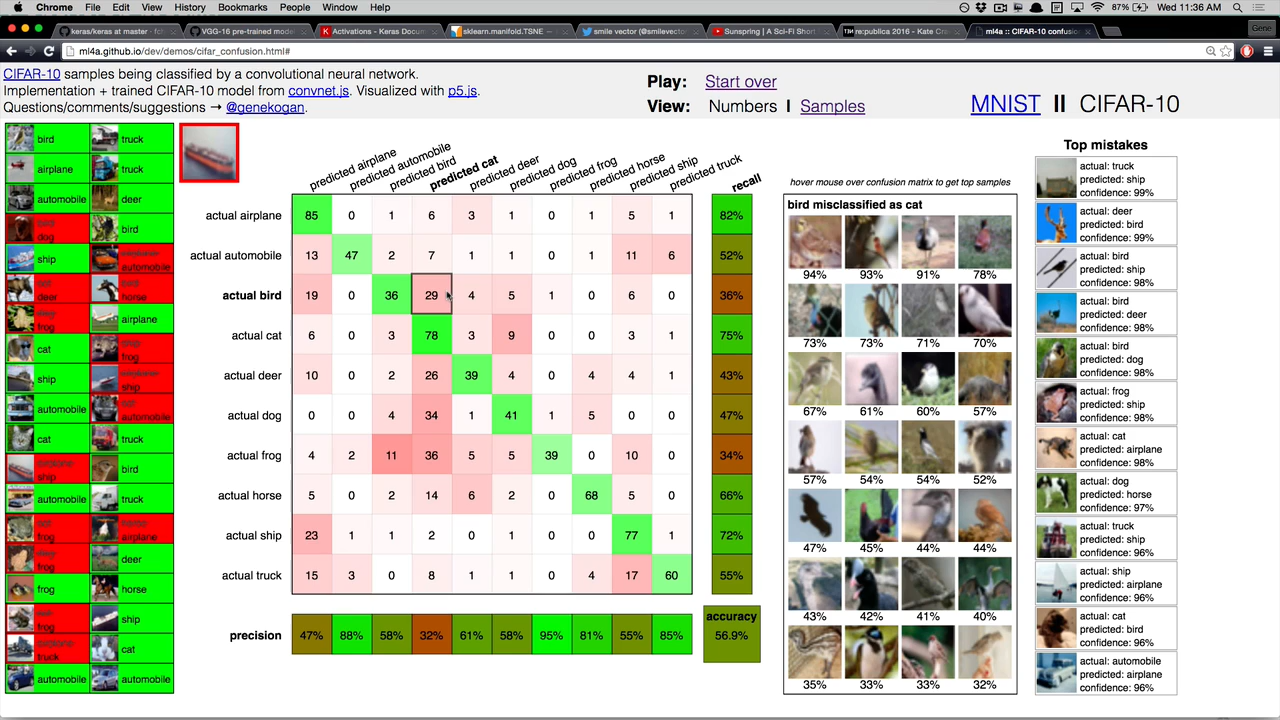 Chrome File Edit View History Bookmarks People Window Help 87% Wed 11:36 AM
keras/keras at master · f VGG-16 pre-trained mode Activations - Keras Docum sklearn.manifold.TSNE — smile vector (@smilevecto Sunspring | A Sci-Fi Short re:publica 2016 - Kate Cra ml4a :: CIFAR-10 confusio Gene
ml4a.github.io/dev/demos/cifar_confusion.html#
CIFAR-10 samples being classified by a convolutional neural network.
Implementation + trained CIFAR-10 model from convnet.js. Visualized with p5.js.
Questions/comments/suggestions → @genekogan.
Play: Start over
View: Numbers | Samples
MNIST || CIFAR-10
bird truck
airplane truck
automobile deer
dog bird
ship automobile
deer horse
frog airplane
cat frog
ship ship
automobile automobile
cat truck
ship bird
automobile truck
frog airplane
frog deer
frog horse
ship
truck cat
automobile automobile
predicted airplane
predicted automobile
predicted bird
predicted cat
predicted deer
predicted dog
predicted frog
predicted horse
predicted ship
predicted truck
recall
actual airplane 85 0 1 6 3 1 0 1 5 1 82%
actual automobile 13 47 2 7 1 1 0 1 11 6 52%
actual bird 19 0 36 29 4 5 1 0 6 0 36%
actual cat 6 0 3 78 0 9 0 0 3 1 75%
actual deer 10 0 2 26 39 4 0 4 4 1 43%
actual dog 0 0 4 34 1 41 1 5 0 0 47%
actual frog 4 2 11 36 5 5 39 0 10 0 34%
actual horse 5 0 2 14 6 2 0 68 5 0 66%
actual ship 23 1 1 2 0 1 0 0 77 1 72%
actual truck 15 3 0 8 1 1 0 4 17 60 55%
precision 47% 88% 58% 32% 61% 58% 95% 81% 55% 85%
accuracy
56.9%
hover mouse over confusion matrix to get top samples
bird misclassified as cat
94% 93% 91% 78%
73% 73% 71% 70%
67% 61% 60% 57%
57% 54% 54% 52%
47% 45% 44% 44%
43% 42% 41% 40%
35% 33% 33% 32%
Top mistakes
actual: truck
predicted: ship
confidence: 99%
actual: deer
predicted: bird
confidence: 99%
actual: bird
predicted: ship
confidence: 98%
actual: bird
predicted: deer
confidence: 98%
actual: bird
predicted: dog
confidence: 98%
actual: frog
predicted: ship
confidence: 98%
actual: cat
predicted: airplane
confidence: 98%
actual: dog
predicted: horse
confidence: 97%
actual: truck
predicted: ship
confidence: 96%
actual: ship
predicted: airplane
confidence: 96%
actual: cat
predicted: bird
confidence: 96%
actual: automobile
predicted: airplane
confidence: 96%